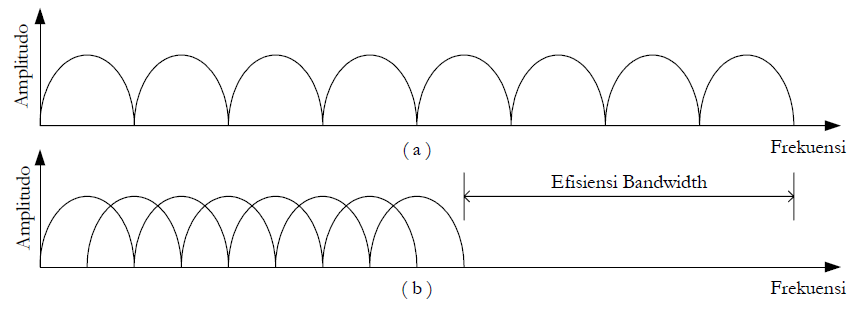 Amplitudo
( a )
Frekuensi
Amplitudo
Efisiensi Bandwidth
( b )
Frekuensi